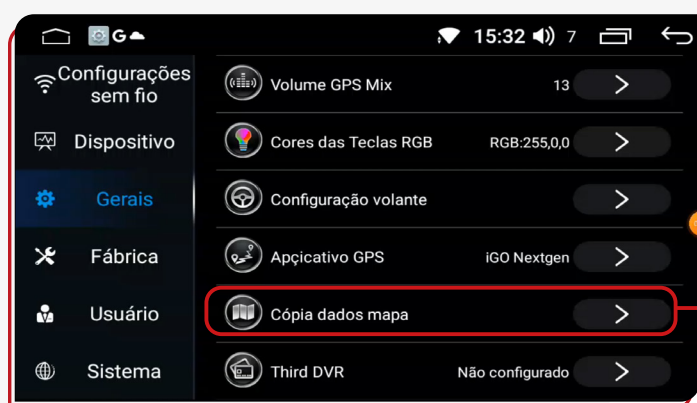 G
15:32
7
Configurações
sem fio
Dispositivo
Gerais
Fábrica
Usuário
Sistema
Volume GPS Mix 13
Cores das Teclas RGB RGB:255,0,0
Configuração volante
Apçicativo GPS iGO Nextgen
Cópia dados mapa
Third DVR Não configurado